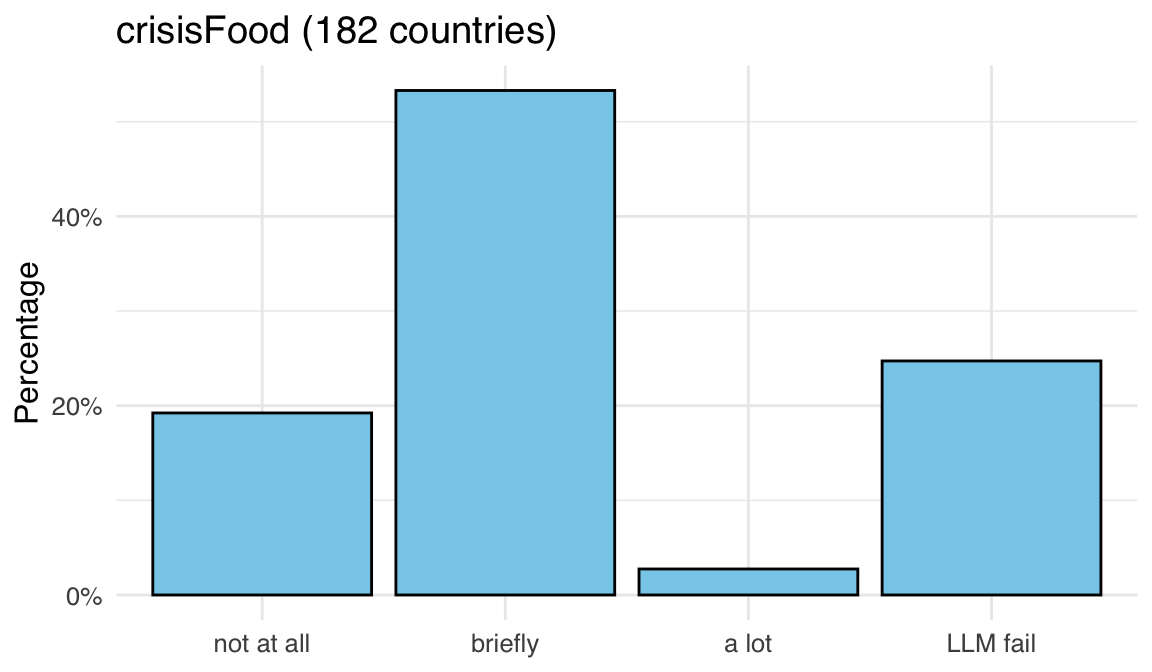 crisisFood (182 countries)
Percentage
40%
20%
0%
not at all
briefly
a lot
LLM fail